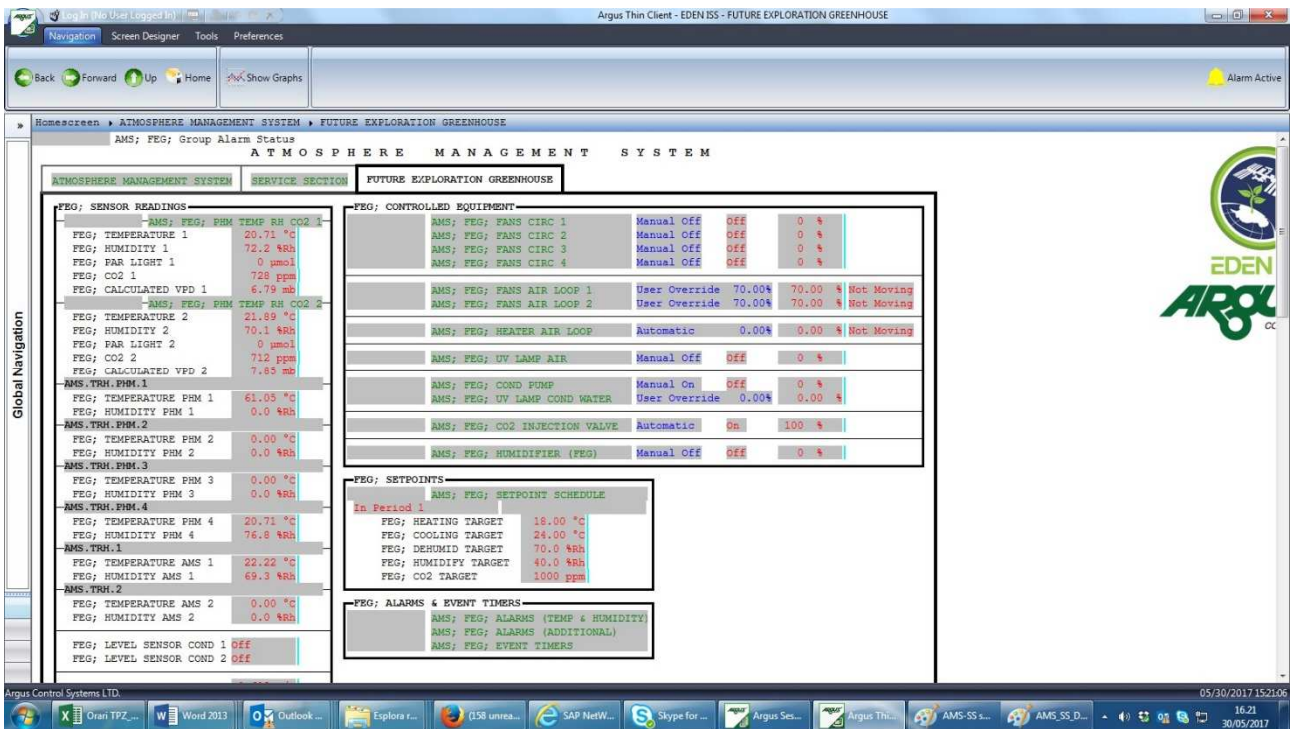 Log In (No User Logged In)
Argus Thin Client - EDEN ISS - FUTURE EXPLORATION GREENHOUSE
Navigation Screen Designer Tools Preferences
Back Forward Up Home Show Graphs Alarm Active
» Homescreen ▸ ATMOSPHERE MANAGEMENT SYSTEM ▸ FUTURE EXPLORATION GREENHOUSE
AMS; FEG; Group Alarm Status
ATMOSPHERE MANAGEMENT SYSTEM
ATMOSPHERE MANAGEMENT SYSTEM SERVICE SECTION FUTURE EXPLORATION GREENHOUSE
Global Navigation
FEG; SENSOR READINGS
AMS; FEG; PHM TEMP RH CO2 1
FEG; TEMPERATURE 1 20.71 °C
FEG; HUMIDITY 1 72.2 %Rh
FEG; PAR LIGHT 1 0 µmol
FEG; CO2 1 728 ppm
FEG; CALCULATED VPD 1 6.79 mb
AMS; FEG; PHM TEMP RH CO2 2
FEG; TEMPERATURE 2 21.89 °C
FEG; HUMIDITY 2 70.1 %Rh
FEG; PAR LIGHT 2 0 µmol
FEG; CO2 2 712 ppm
FEG; CALCULATED VPD 2 7.85 mb
AMS.TRH.PHM.1
FEG; TEMPERATURE PHM 1 61.05 °C
FEG; HUMIDITY PHM 1 0.0 %Rh
AMS.TRH.PHM.2
FEG; TEMPERATURE PHM 2 0.00 °C
FEG; HUMIDITY PHM 2 0.0 %Rh
AMS.TRH.PHM.3
FEG; TEMPERATURE PHM 3 0.00 °C
FEG; HUMIDITY PHM 3 0.0 %Rh
AMS.TRH.PHM.4
FEG; TEMPERATURE PHM 4 20.71 °C
FEG; HUMIDITY PHM 4 76.8 %Rh
AMS.TRH.1
FEG; TEMPERATURE AMS 1 22.22 °C
FEG; HUMIDITY AMS 1 69.3 %Rh
AMS.TRH.2
FEG; TEMPERATURE AMS 2 0.00 °C
FEG; HUMIDITY AMS 2 0.0 %Rh
FEG; LEVEL SENSOR COND 1 Off
FEG; LEVEL SENSOR COND 2 Off
FEG; CONTROLLED EQUIPMENT
AMS; FEG; FANS CIRC 1 Manual Off Off 0 %
AMS; FEG; FANS CIRC 2 Manual Off Off 0 %
AMS; FEG; FANS CIRC 3 Manual Off Off 0 %
AMS; FEG; FANS CIRC 4 Manual Off Off 0 %
AMS; FEG; FANS AIR LOOP 1 User Override 70.00% 70.00 % Not Moving
AMS; FEG; FANS AIR LOOP 2 User Override 70.00% 70.00 % Not Moving
AMS; FEG; HEATER AIR LOOP Automatic 0.00% 0.00 % Not Moving
AMS; FEG; UV LAMP AIR Manual Off Off 0 %
AMS; FEG; COND PUMP Manual On Off 0 %
AMS; FEG; UV LAMP COND WATER User Override 0.00% 0.00 %
AMS; FEG; CO2 INJECTION VALVE Automatic On 100 %
AMS; FEG; HUMIDIFIER (FEG) Manual Off Off 0 %
FEG; SETPOINTS
AMS; FEG; SETPOINT SCHEDULE
In Period 1
FEG; HEATING TARGET 18.00 °C
FEG; COOLING TARGET 24.00 °C
FEG; DEHUMID TARGET 70.0 %Rh
FEG; HUMIDIFY TARGET 40.0 %Rh
FEG; CO2 TARGET 1000 ppm
FEG; ALARMS & EVENT TIMERS
AMS; FEG; ALARMS (TEMP & HUMIDITY)
AMS; FEG; ALARMS (ADDITIONAL)
AMS; FEG; EVENT TIMERS
EDEN
ARGU
Argus Control Systems LTD. 05/30/2017 15:21:06
Orari TPZ_... Word 2013 Outlook ... Esplora r... (158 unrea... SAP NetW... Skype for ... Argus Ses... Argus Thi... AMS-SS s... AMS_SS_D... 16.21
30/05/2017